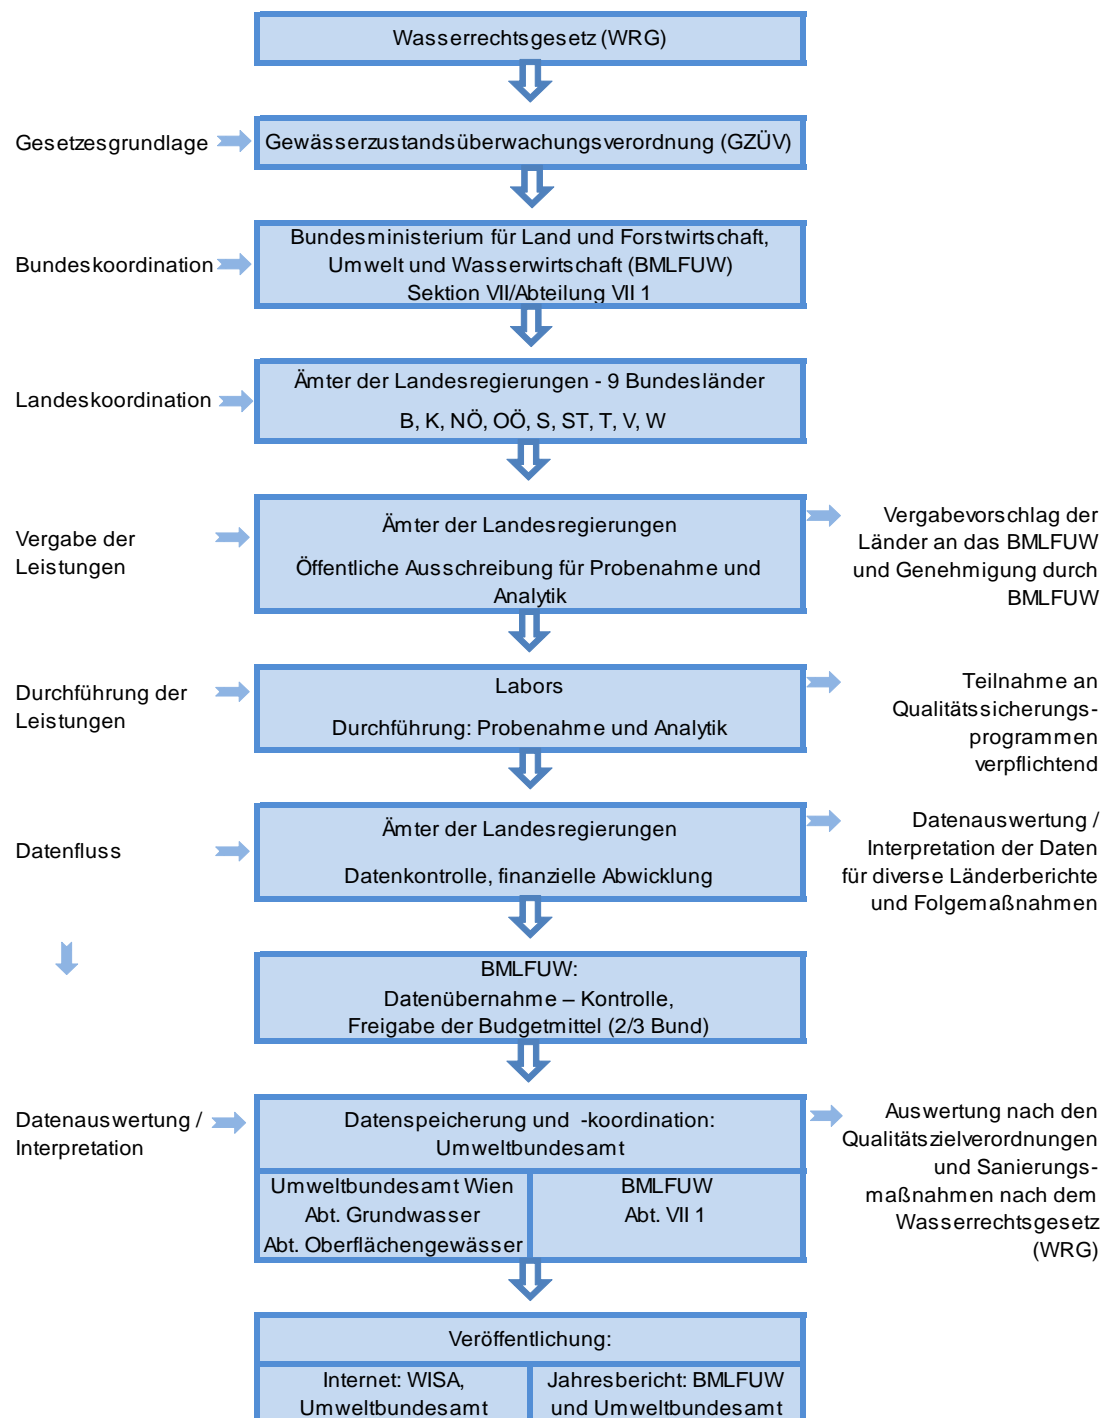 Wasserrechtsgesetz (WRG)
Gesetzesgrundlage
Gewässerzustandsüberwachungsverordnung (GZÜV)
Bundeskoordination
Bundesministerium für Land und Forstwirtschaft,
Umwelt und Wasserwirtschaft (BMLFUW)
Sektion VII/Abteilung VII 1
Landeskoordination
Ämter der Landesregierungen - 9 Bundesländer
B, K, NÖ, OÖ, S, ST, T, V, W
Vergabe der
Leistungen
Ämter der Landesregierungen
Öffentliche Ausschreibung für Probenahme und
Analytik
Vergabevorschlag der
Länder an das BMLFUW
und Genehmigung durch
BMLFUW
Durchführung der
Leistungen
Labors
Durchführung: Probenahme und Analytik
Teilnahme an
Qualitätssicherungs-
programmen
verpflichtend
Datenfluss
Ämter der Landesregierungen
Datenkontrolle, finanzielle Abwicklung
Datenauswertung /
Interpretation der Daten
für diverse Länderberichte
und Folgemaßnahmen
BMLFUW:
Datenübernahme – Kontrolle,
Freigabe der Budgetmittel (2/3 Bund)
Datenauswertung /
Interpretation
Datenspeicherung und -koordination:
Umweltbundesamt
Umweltbundesamt Wien
Abt. Grundwasser
Abt. Oberflächengewässer
BMLFUW
Abt. VII 1
Auswertung nach den
Qualitätszielverordnungen
und Sanierungs-
maßnahmen nach dem
Wasserrechtsgesetz
(WRG)
Veröffentlichung:
Internet: WISA,
Umweltbundesamt
Jahresbericht: BMLFUW
und Umweltbundesamt